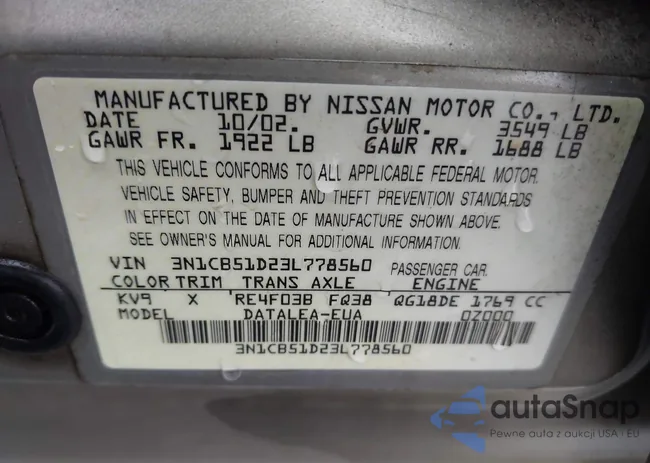 MANUFACTURED BY NISSAN MOTOR CO., LTD.
DATE 10/02. GVWR. 3549 LB
GAWR FR. 1922 LB GAWR RR. 1688 LB
THIS VEHICLE CONFORMS TO ALL APPLICABLE FEDERAL MOTOR
VEHICLE SAFETY, BUMPER AND THEFT PREVENTION STANDARDS
IN EFFECT ON THE DATE OF MANUFACTURE SHOWN ABOVE.
SEE OWNER'S MANUAL FOR ADDITIONAL INFORMATION.
VIN 3N1CB51D23L778560 PASSENGER CAR.
COLOR TRIM TRANS AXLE ENGINE
KV9 X RE4F03B FQ38 QG18DE 1769 CC
MODEL DATALEA-EUA 0Z000
3N1CB51D23L778560
autoSnap
Pewne auta z aukcji USA i EU